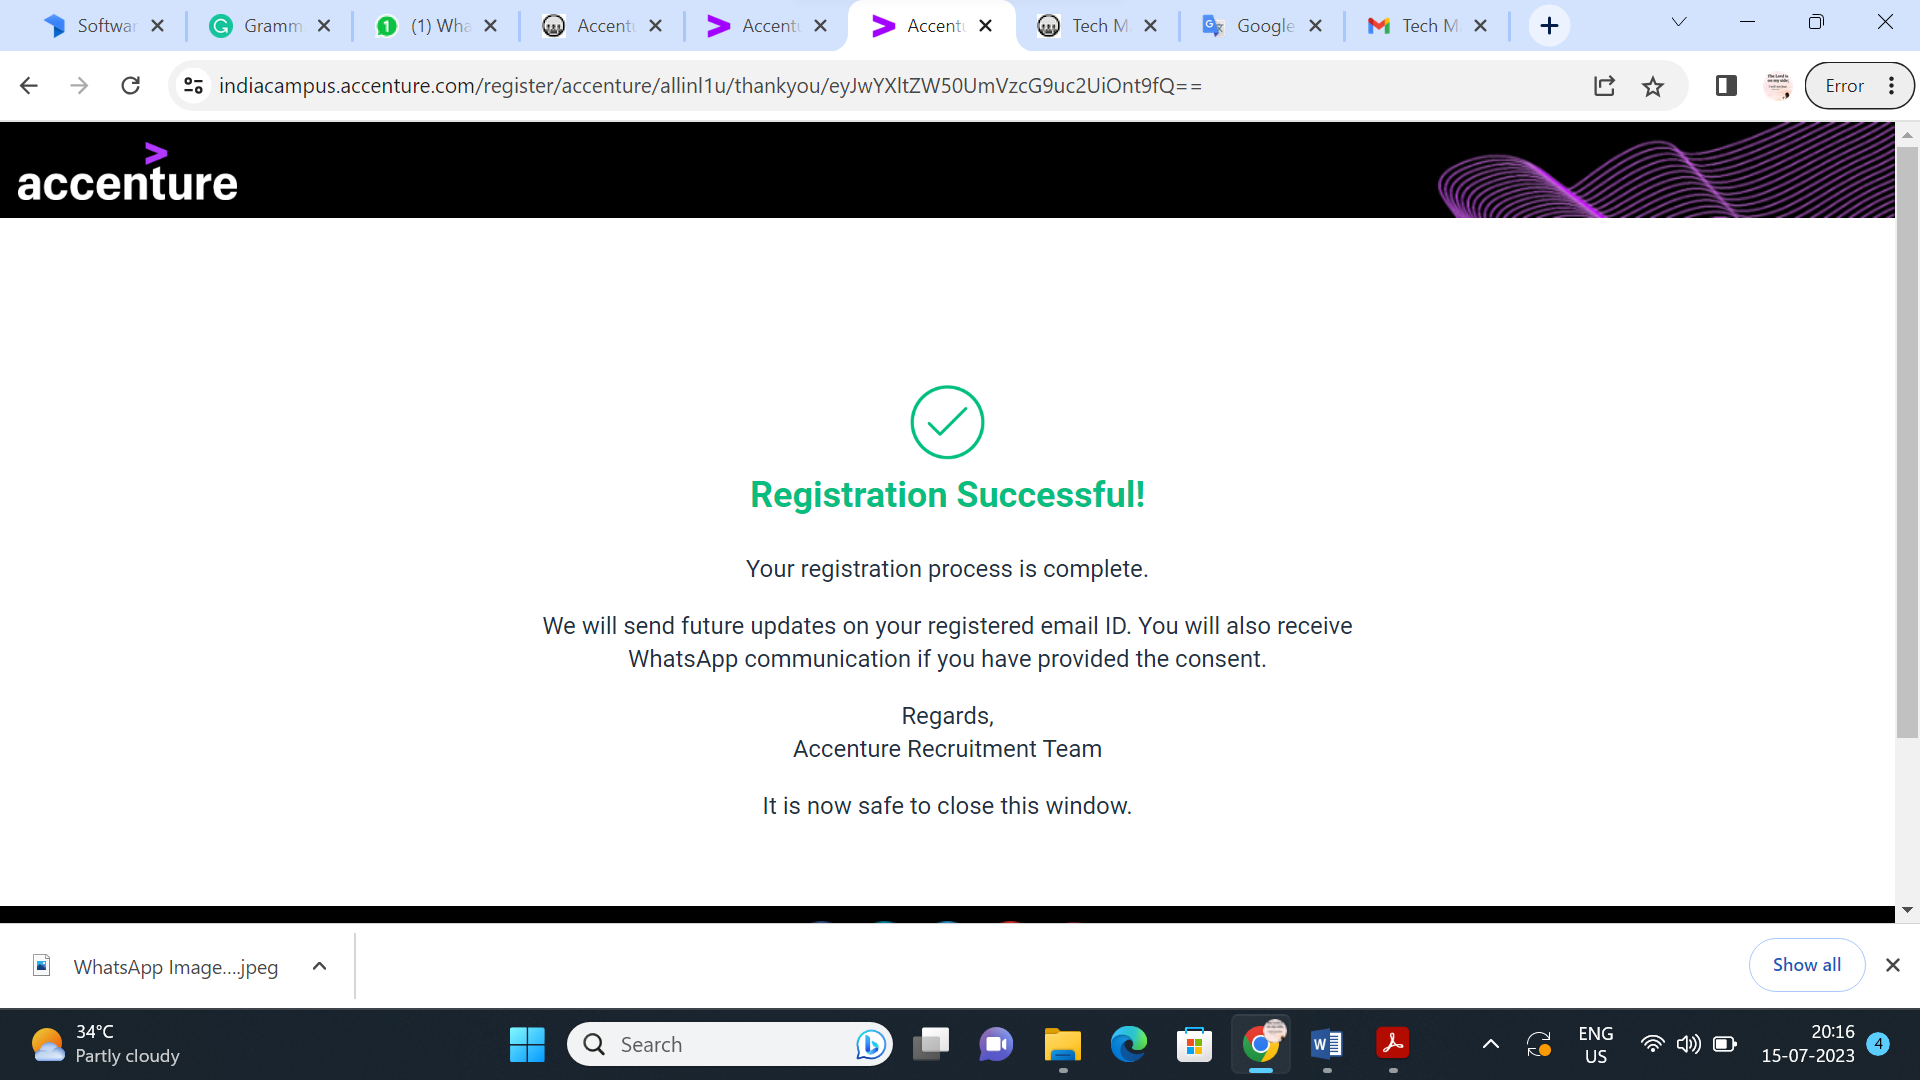 Softwar
Gramm
(1) Wha
Accentu
Accentu
Accentu
Tech M
Google
Tech M
indiacampus.accenture.com/register/accenture/allinl1u/thankyou/eyJwYXltZW50UmVzcG9uc2UiOnt9fQ==
Error
accenture
Registration Successful!
Your registration process is complete.
We will send future updates on your registered email ID. You will also receive
WhatsApp communication if you have provided the consent.
Regards,
Accenture Recruitment Team
It is now safe to close this window.
WhatsApp Image....jpeg
Show all
34°C
Partly cloudy
Search
ENG
US
20:16
15-07-2023
4